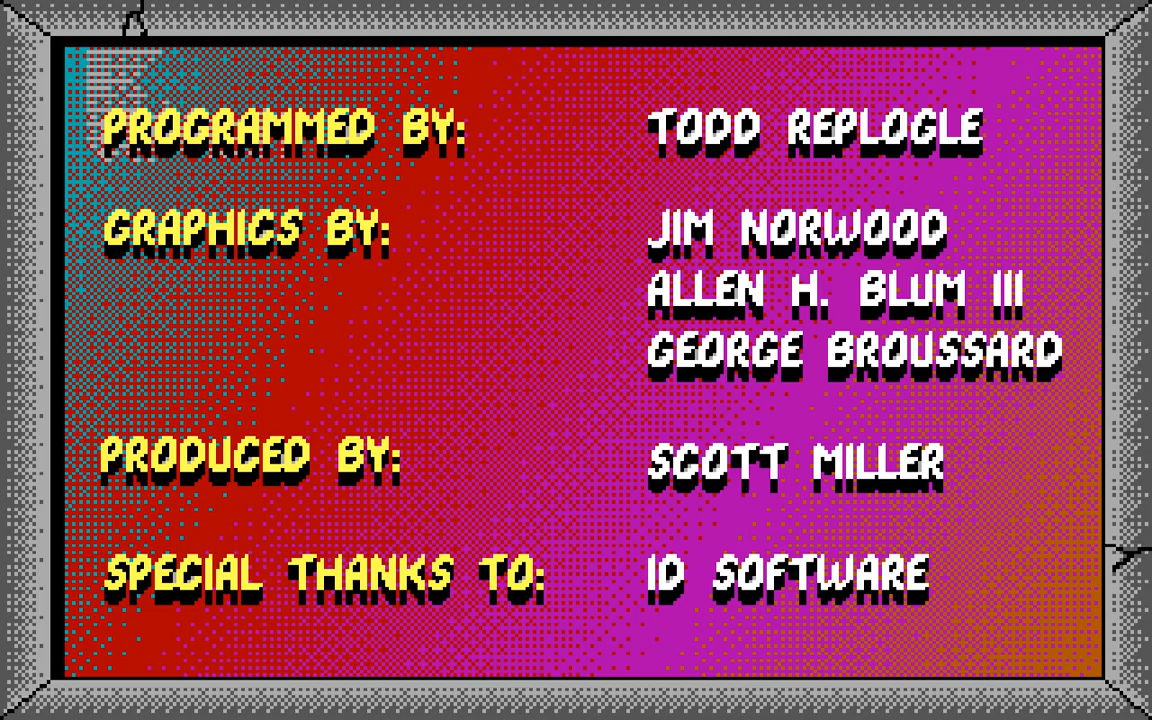 PROGRAMMED BY: TODD REPLOGLE
GRAPHICS BY: JIM NORWOOD
ALLEN H. BLUM III
GEORGE BROUSSARD
PRODUCED BY: SCOTT MILLER
SPECIAL THANKS TO: ID SOFTWARE